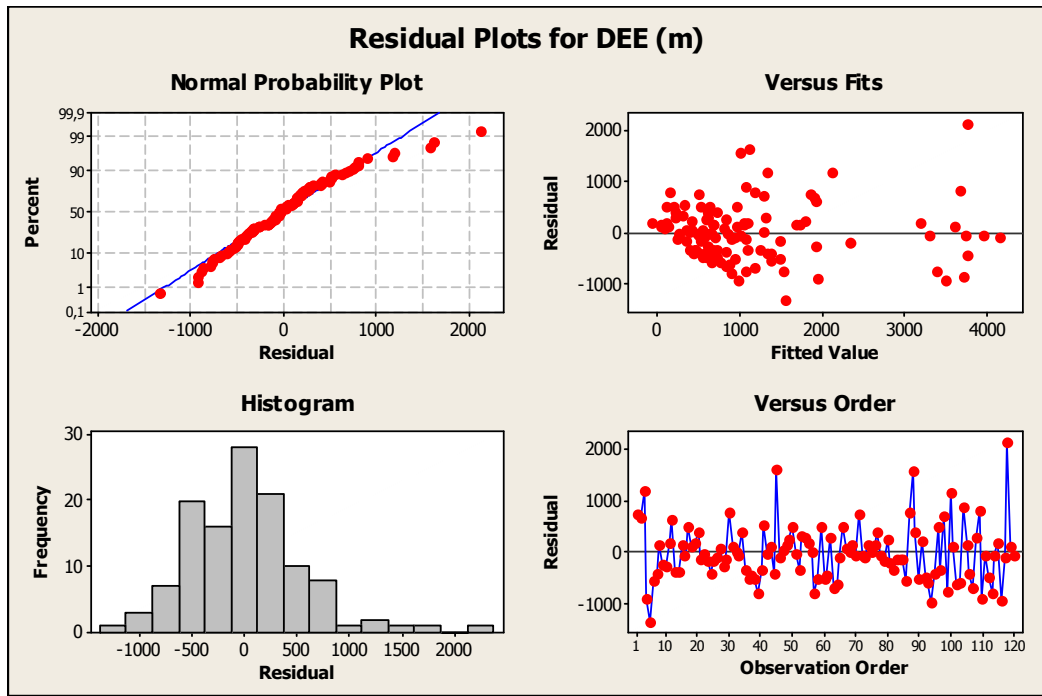 Residual Plots for DEE (m)
Normal Probability Plot
99,9
99
90
50
10
1
0,1
Percent
-2000 -1000 0 1000 2000
Residual
Versus Fits
2000
1000
0
-1000
Residual
0 1000 2000 3000 4000
Fitted Value
Histogram
30
20
10
0
Frequency
-1000 -500 0 500 1000 1500 2000
Residual
Versus Order
2000
1000
0
-1000
Residual
1 10 20 30 40 50 60 70 80 90 100 110 120
Observation Order